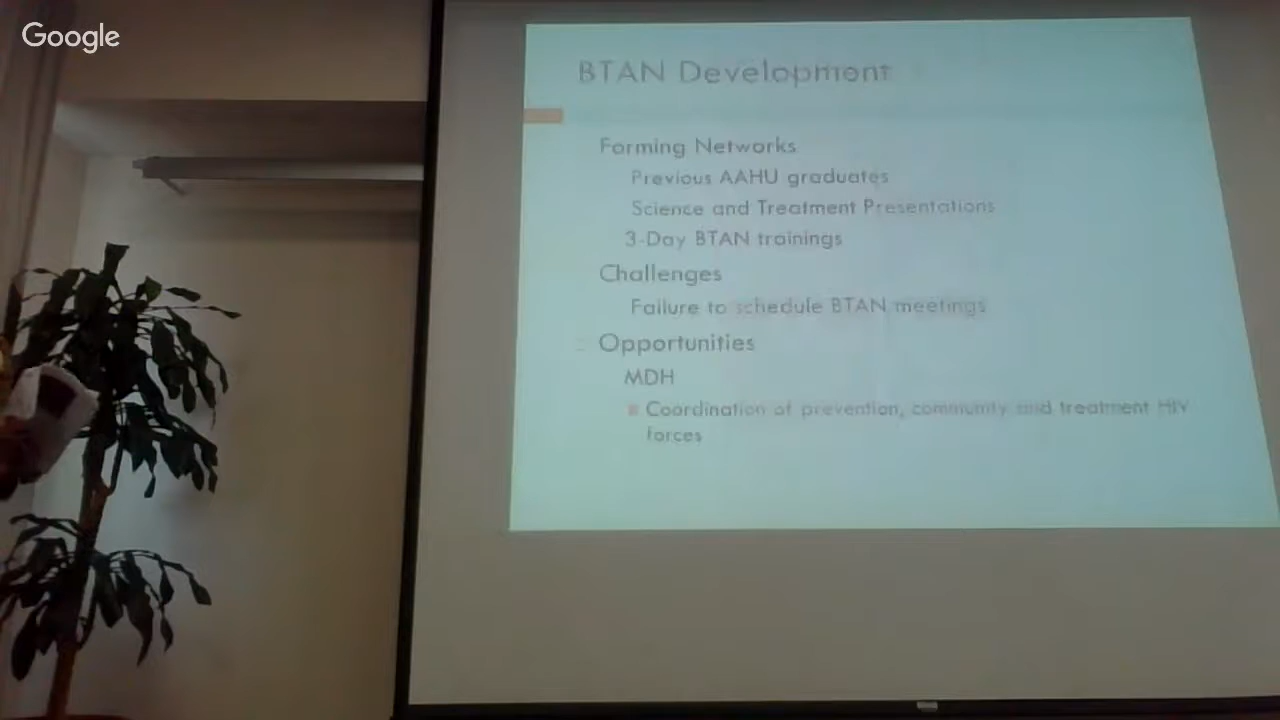 Google
BTAN Development
Forming Networks
Previous AAHU graduates
Science and Treatment Presentations
3-Day BTAN trainings
Challenges
Failure to schedule BTAN meetings
Opportunities
MDH
Coordination of prevention, community and treatment HIV
forces